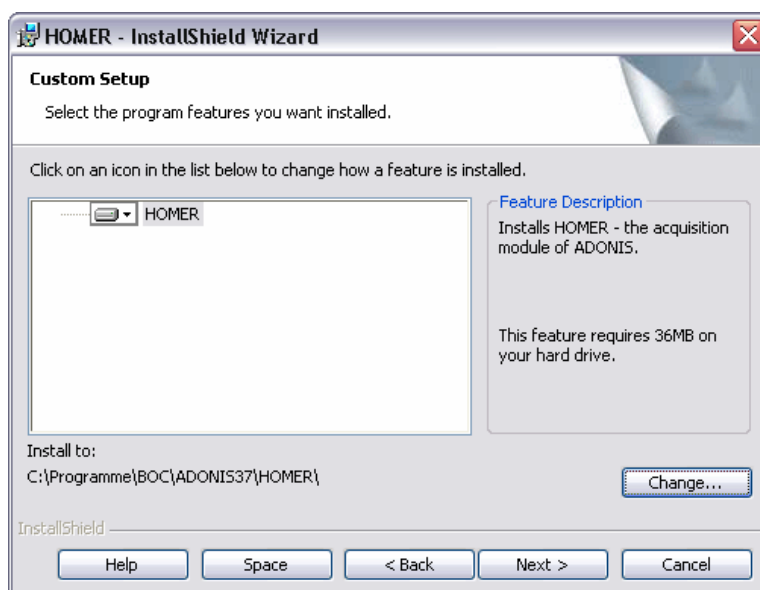 HOMER - InstallShield Wizard
Custom Setup
Select the program features you want installed.
Click on an icon in the list below to change how a feature is installed.
HOMER
Feature Description
Installs HOMER - the acquisition
module of ADONIS.
This feature requires 36MB on
your hard drive.
Install to:
C:\Programme\BOC\ADONIS37\HOMER\
Change...
InstallShield
Help
Space
< Back
Next >
Cancel